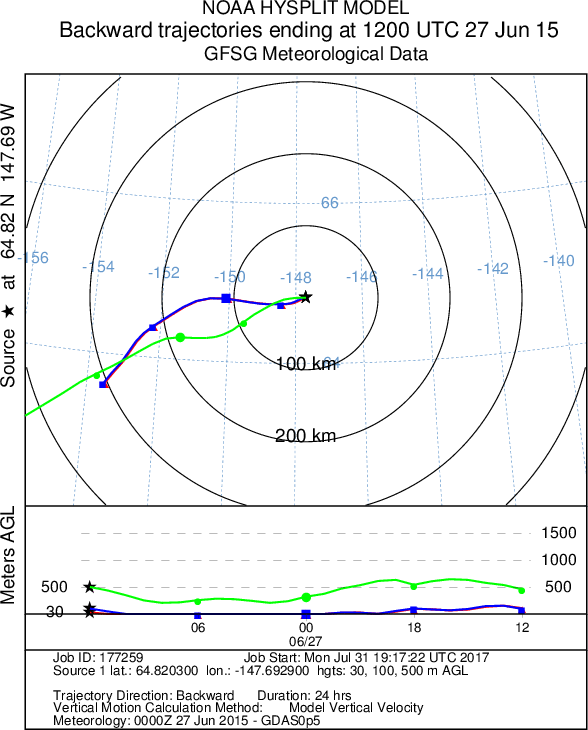 NOAA HYSPLIT MODEL
Backward trajectories ending at 1200 UTC 27 Jun 15
GFSG Meteorological Data
Source ★ at 64.82 N 147.69 W
66
-156
-154
-152
-150
-148
-146
-144
-142
-140
64
100 km
200 km
Meters AGL
1500
1000
500
500
30
06
00
18
12
06/27
Job ID: 177259 Job Start: Mon Jul 31 19:17:22 UTC 2017
Source 1 lat.: 64.820300 lon.: -147.692900 hgts: 30, 100, 500 m AGL
Trajectory Direction: Backward Duration: 24 hrs
Vertical Motion Calculation Method: Model Vertical Velocity
Meteorology: 0000Z 27 Jun 2015 - GDAS0p5